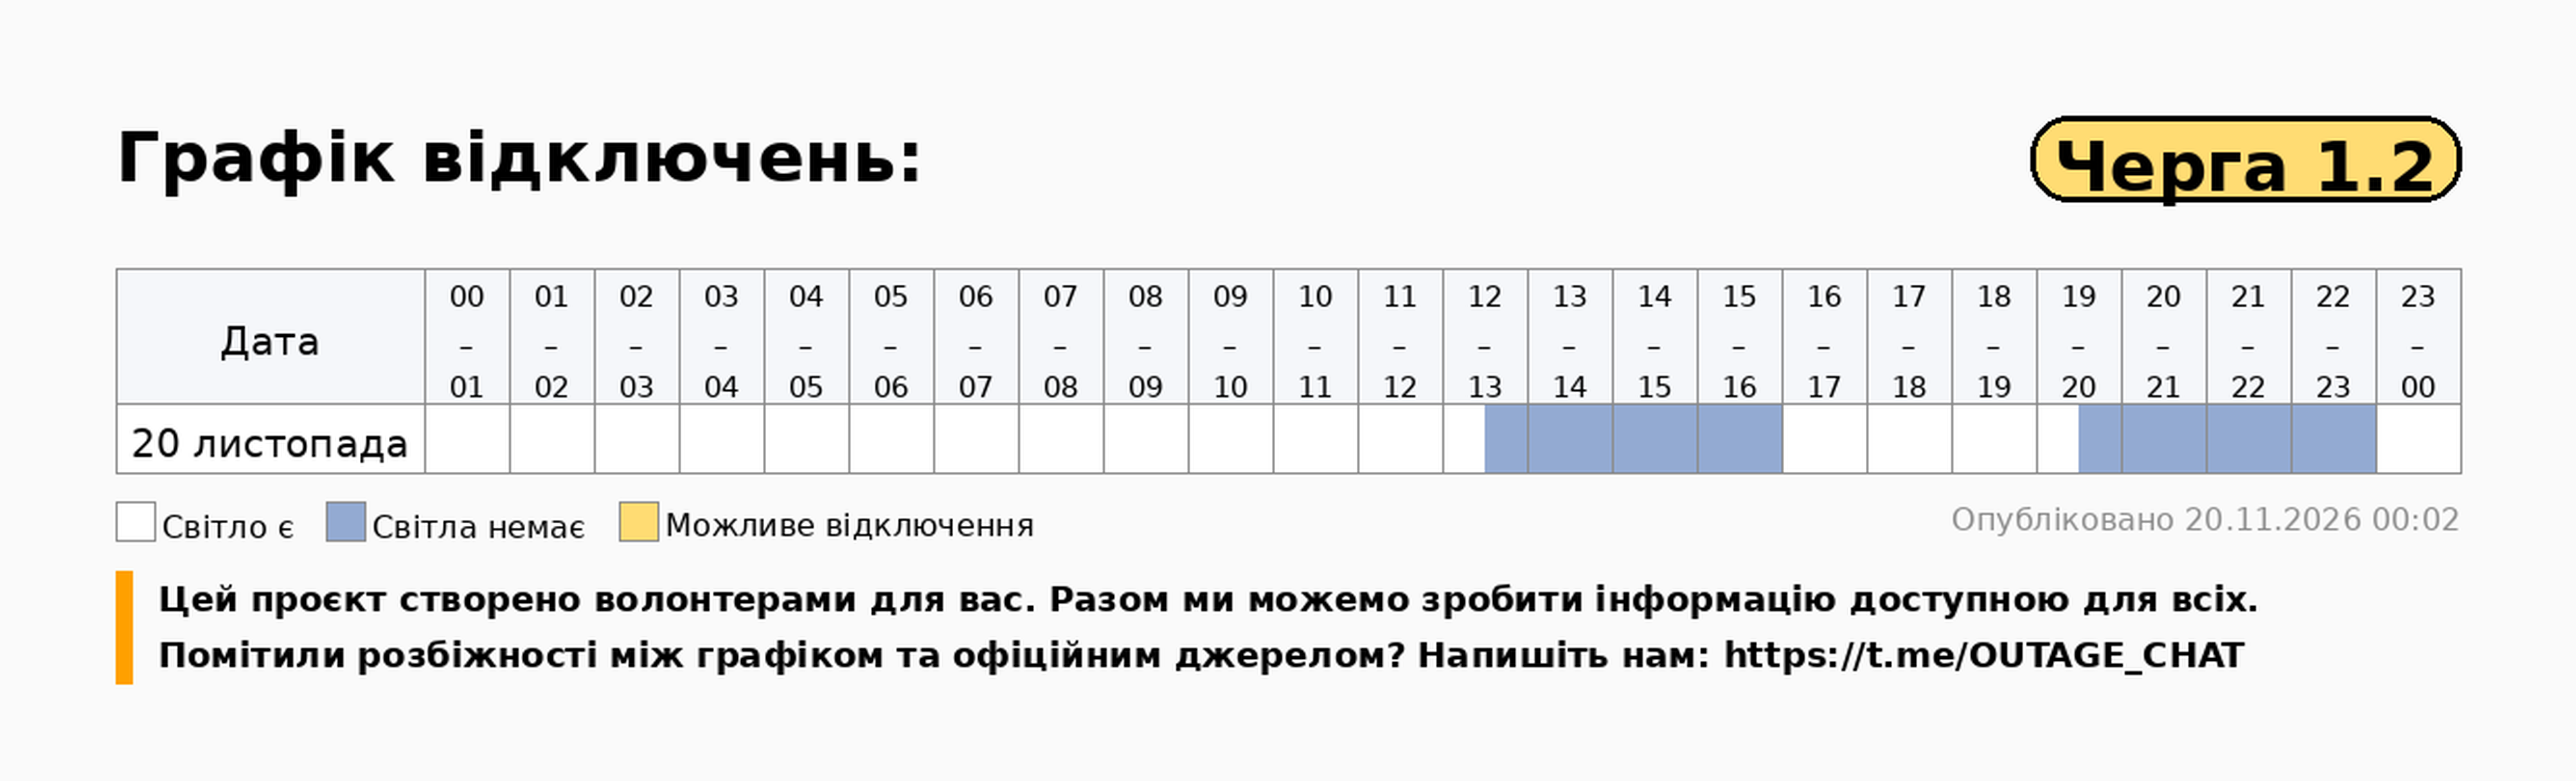 Графік відключень:
Черга 1.2
Дата
00 – 01
01 – 02
02 – 03
03 – 04
04 – 05
05 – 06
06 – 07
07 – 08
08 – 09
09 – 10
10 – 11
11 – 12
12 – 13
13 – 14
14 – 15
15 – 16
16 – 17
17 – 18
18 – 19
19 – 20
20 – 21
21 – 22
22 – 23
23 – 00
20 листопада
Світло є
Світла немає
Можливе відключення
Опубліковано 20.11.2026 00:02
Цей проєкт створено волонтерами для вас. Разом ми можемо зробити інформацію доступною для всіх.
Помітили розбіжності між графіком та офіційним джерелом? Напишіть нам: https://t.me/OUTAGE_CHAT